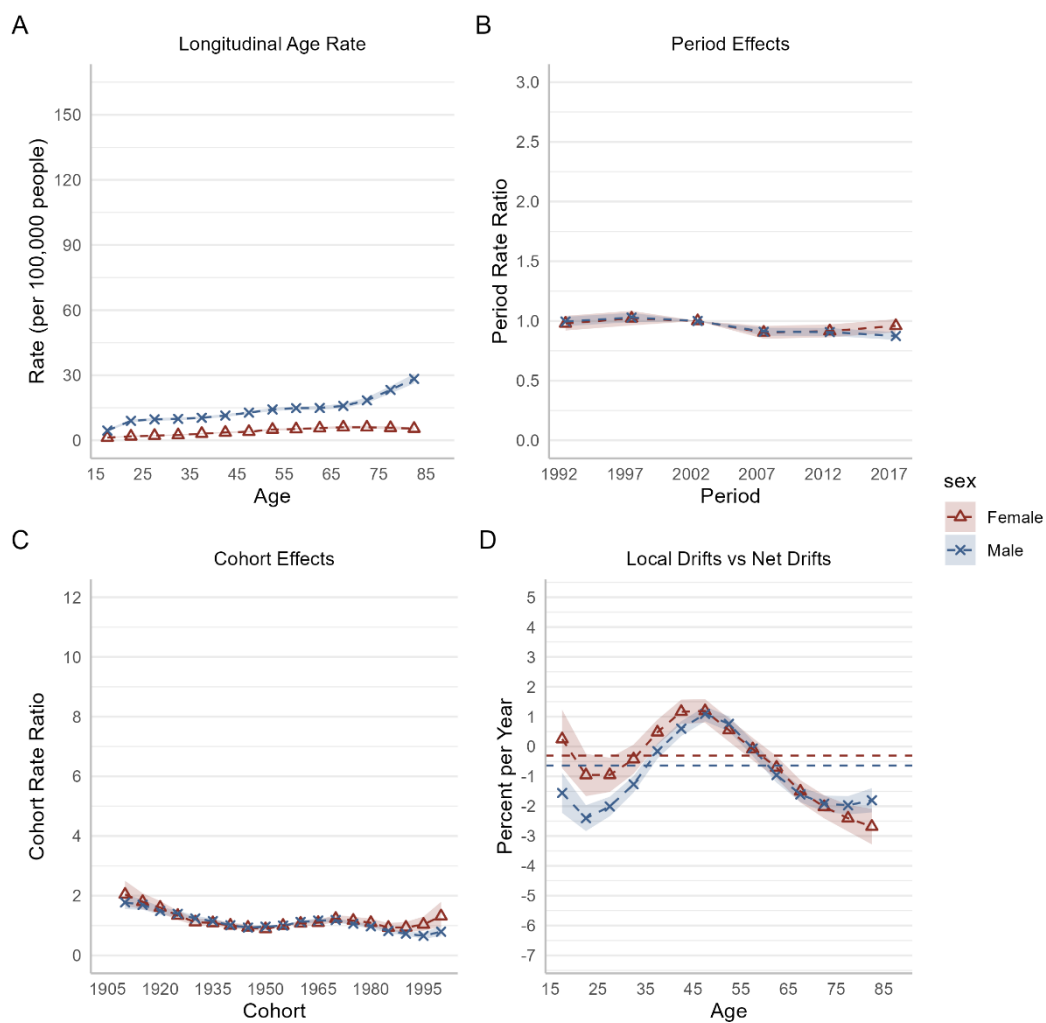 A
Longitudinal Age Rate
Rate (per 100,000 people)
150
120
90
60
30
0
15 25 35 45 55 65 75 85
Age
B
Period Effects
Period Rate Ratio
3.0
2.5
2.0
1.5
1.0
0.5
0.0
1992 1997 2002 2007 2012 2017
Period
sex
Female
Male
C
Cohort Effects
Cohort Rate Ratio
12
10
8
6
4
2
0
1905 1920 1935 1950 1965 1980 1995
Cohort
D
Local Drifts vs Net Drifts
Percent per Year
5
4
3
2
1
0
-1
-2
-3
-4
-5
-6
-7
15 25 35 45 55 65 75 85
Age